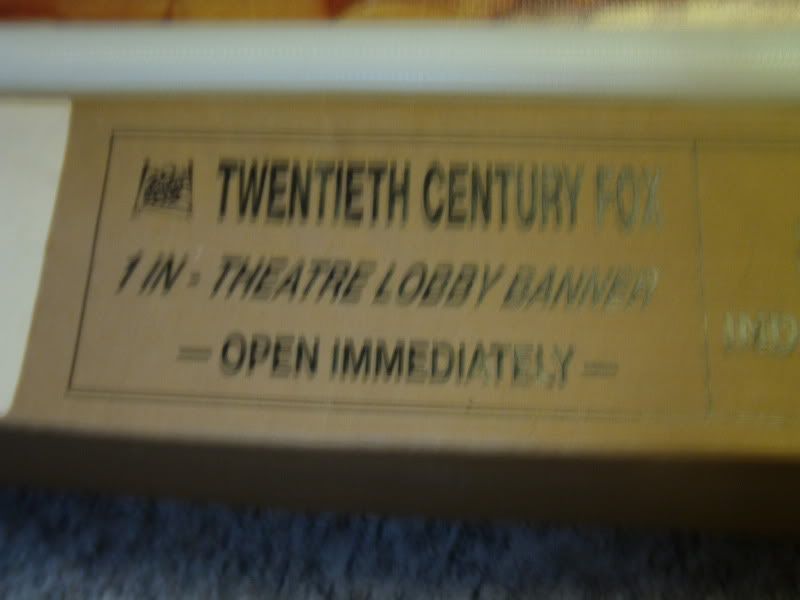 TWENTIETH CENTURY FOX
1 IN - THEATRE LOBBY BANNER
— OPEN IMMEDIATELY —